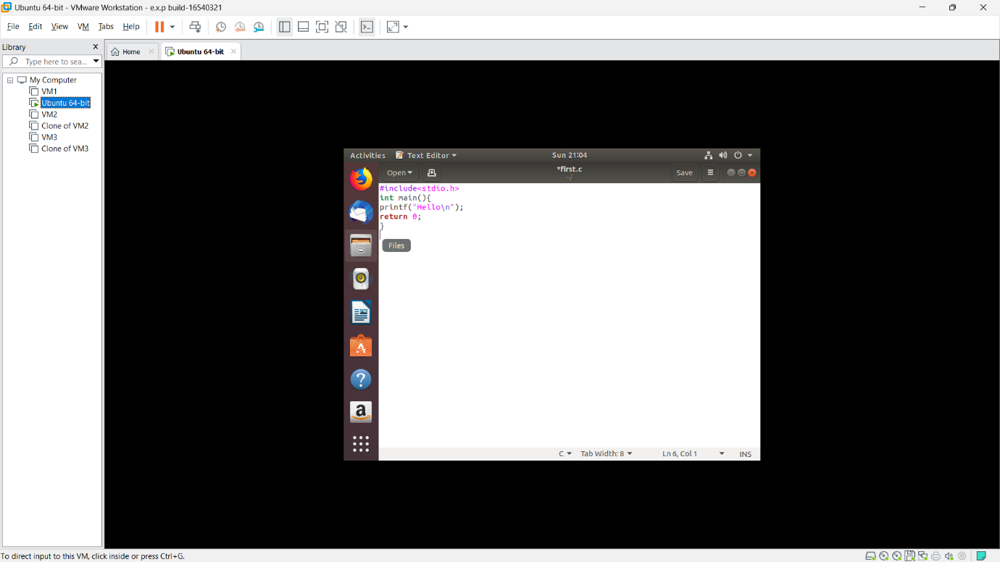 Ubuntu 64-bit - VMware Workstation - e.x.p build-16540321
File Edit View VM Tabs Help
Library
Type here to sea...
My Computer
VM1
Ubuntu 64-bit
VM2
Clone of VM2
VM3
Clone of VM3
Home
Ubuntu 64-bit
Activities Text Editor Sun 21:04
Open *first.c Save
~/
#include<stdio.h>
int main(){
printf("Hello\n");
return 0;
}
Files
C Tab Width: 8 Ln 6, Col 1 INS
To direct input to this VM, click inside or press Ctrl+G.